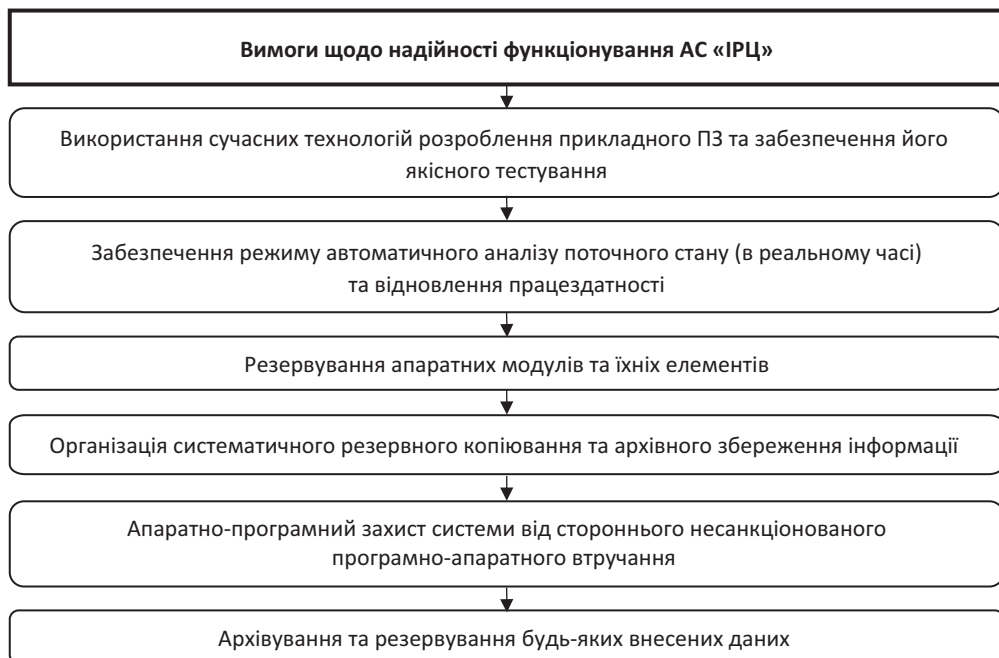 Вимоги щодо надійності функціонування АС «ІРЦ»
Використання сучасних технологій розроблення прикладного ПЗ та забезпечення його
якісного тестування
Забезпечення режиму автоматичного аналізу поточного стану (в реальному часі)
та відновлення працездатності
Резервування апаратних модулів та їхніх елементів
Організація систематичного резервного копіювання та архівного збереження інформації
Апаратно-програмний захист системи від стороннього несанкціонованого
програмно-апаратного втручання
Архівування та резервування будь-яких внесених даних